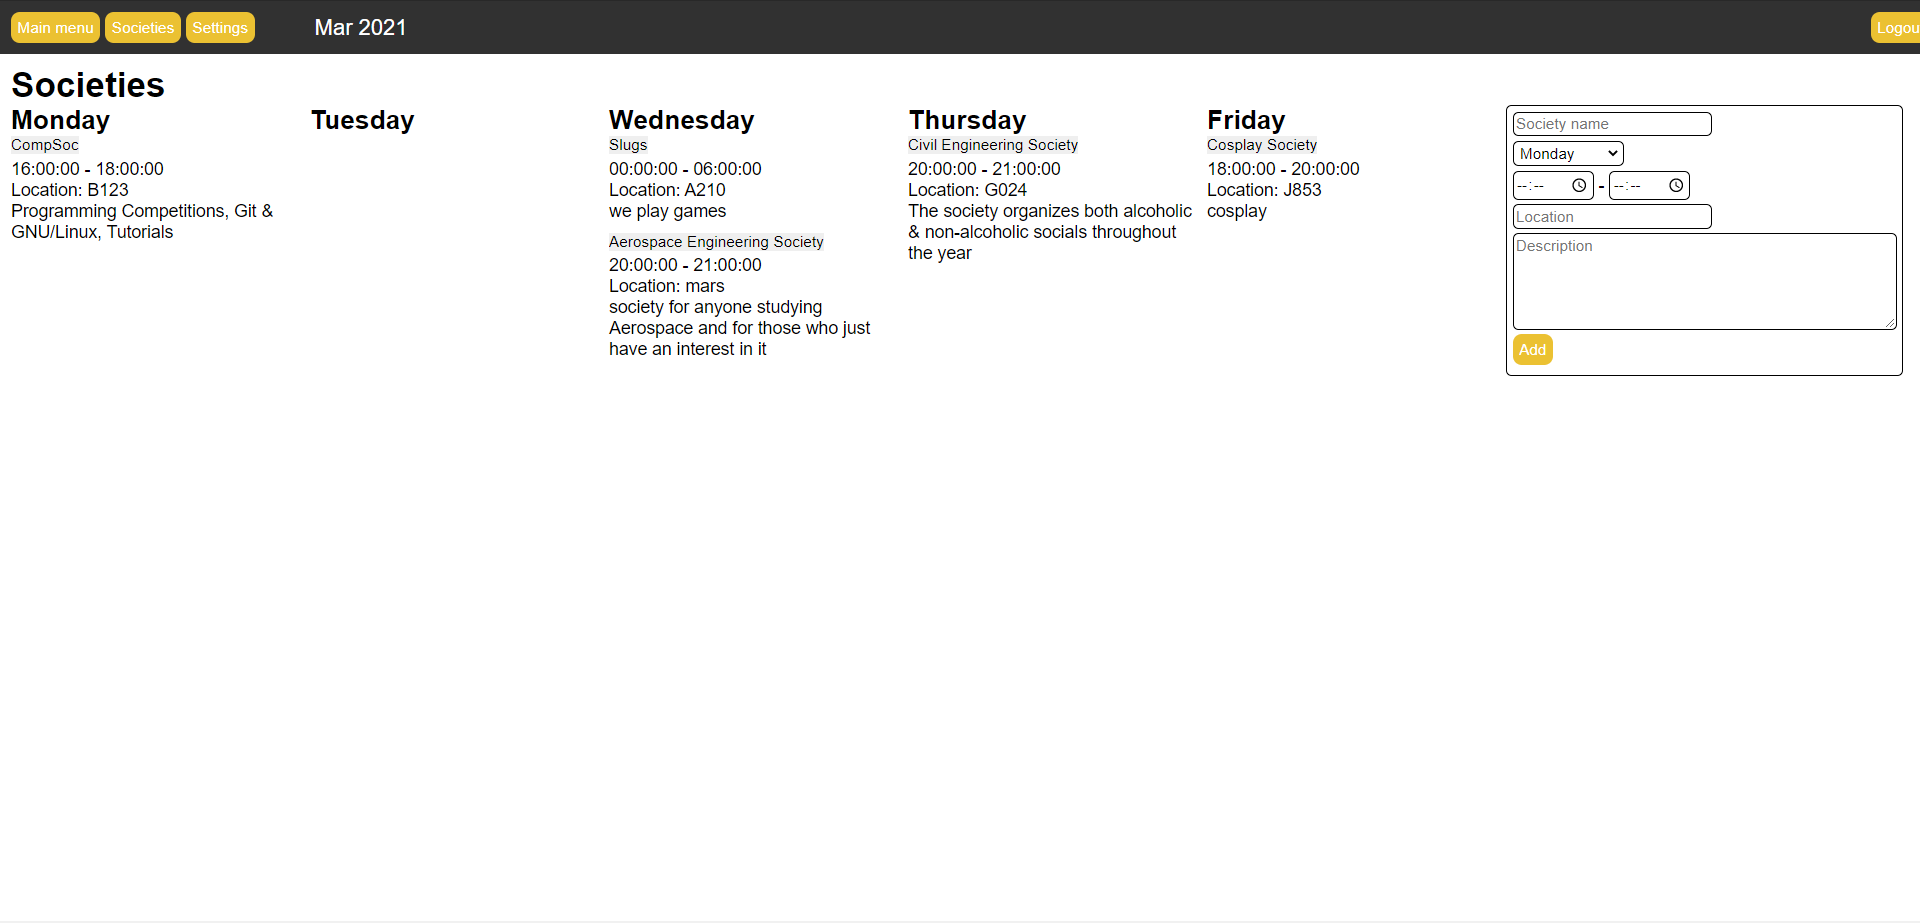 Main menu Societies Settings Mar 2021 Logou
Societies
Monday
CompSoc
16:00:00 - 18:00:00
Location: B123
Programming Competitions, Git &
GNU/Linux, Tutorials
Tuesday
Wednesday
Slugs
00:00:00 - 06:00:00
Location: A210
we play games
Aerospace Engineering Society
20:00:00 - 21:00:00
Location: mars
society for anyone studying
Aerospace and for those who just
have an interest in it
Thursday
Civil Engineering Society
20:00:00 - 21:00:00
Location: G024
The society organizes both alcoholic
& non-alcoholic socials throughout
the year
Friday
Cosplay Society
18:00:00 - 20:00:00
Location: J853
cosplay
Society name
Monday
--:-- - --:--
Location
Description
Add